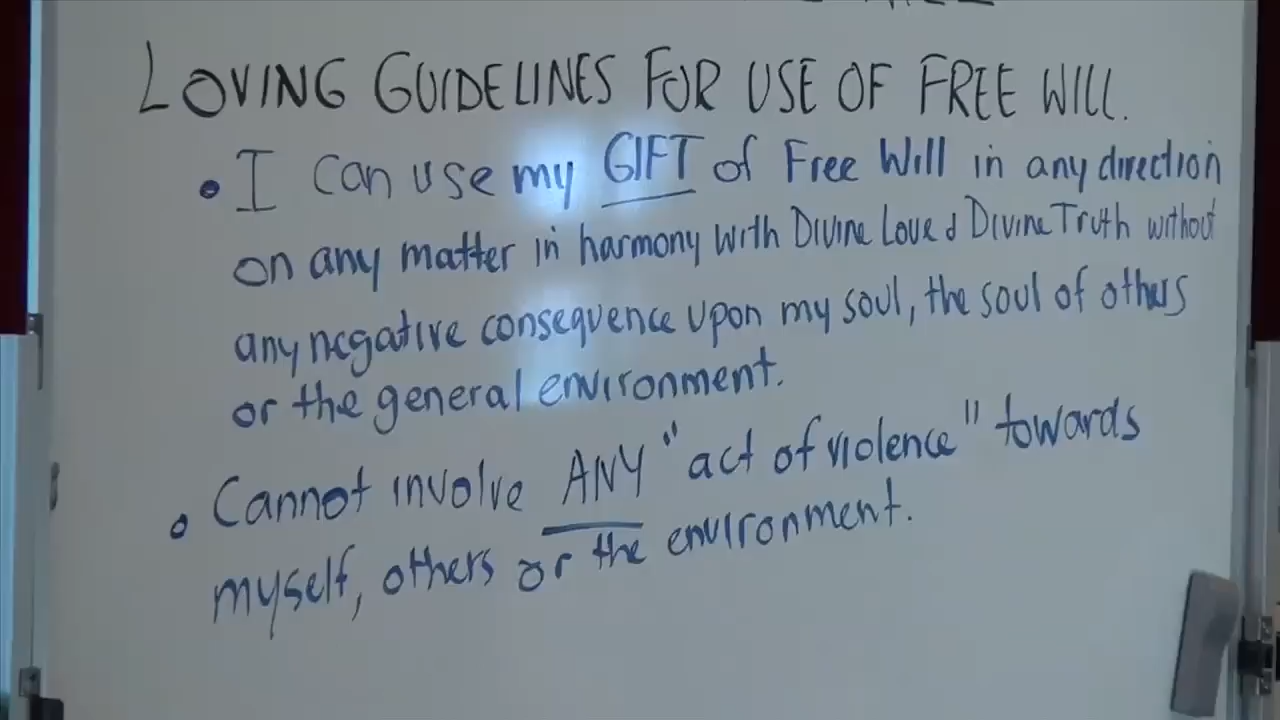 LOVING GUIDELINES FOR USE OF FREE WILL.
• I can use my GIFT of Free Will in any direction
on any matter in harmony with Divine Love & Divine Truth without
any negative consequence upon my soul, the soul of others
or the general environment.
• Cannot involve ANY "act of violence" towards
myself, others or the environment.